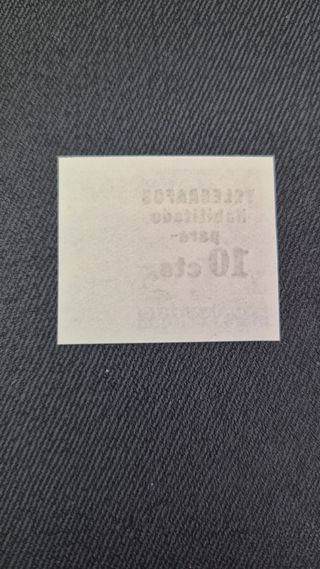 TELEGRAFOS
Habilitado
para-
10 cts.